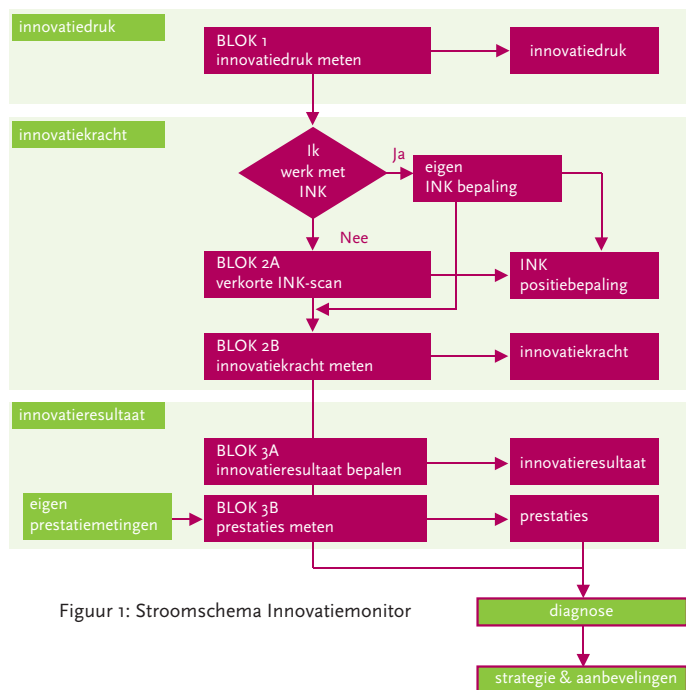 innovatiedruk
BLOK 1
innovatiedruk meten
innovatiedruk
innovatiekracht
Ik
werk met
INK
Ja
eigen
INK bepaling
Nee
BLOK 2A
verkorte INK-scan
INK
positiebepaling
BLOK 2B
innovatiekracht meten
innovatiekracht
innovatieresultaat
BLOK 3A
innovatieresultaat bepalen
innovatieresultaat
eigen
prestatiemetingen
BLOK 3B
prestaties meten
prestaties
Figuur 1: Stroomschema Innovatiemonitor
diagnose
strategie & aanbevelingen